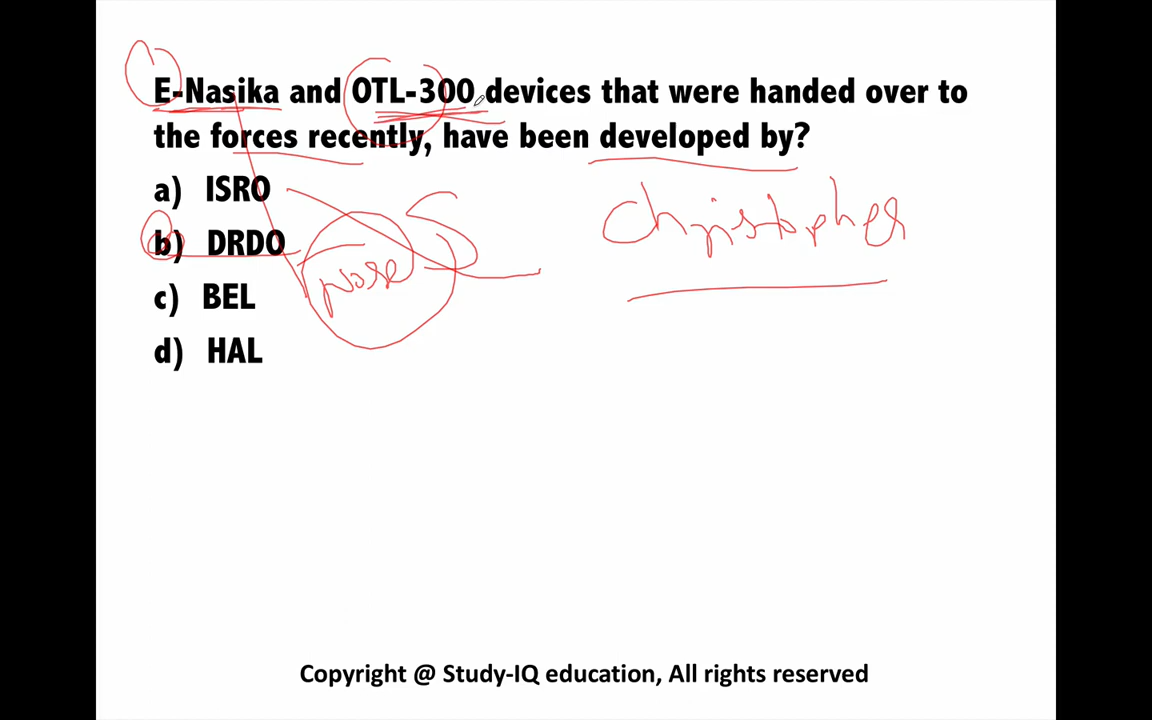 E-Nasika and OTL-300 devices that were handed over to
the forces recently, have been developed by?
a) ISRO
Christopher
b) DRDO
nose
c) BEL
d) HAL
Copyright @ Study-IQ education, All rights reserved